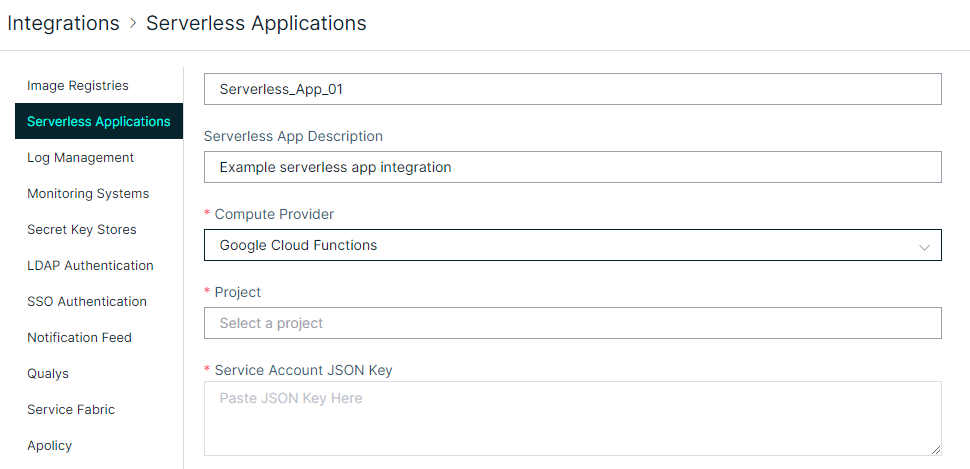 Integrations > Serverless Applications
Image Registries
Serverless Applications
Log Management
Monitoring Systems
Secret Key Stores
LDAP Authentication
SSO Authentication
Notification Feed
Qualys
Service Fabric
Apolicy
Serverless_App_01
Serverless App Description
Example serverless app integration
* Compute Provider
Google Cloud Functions
* Project
Select a project
* Service Account JSON Key
Paste JSON Key Here